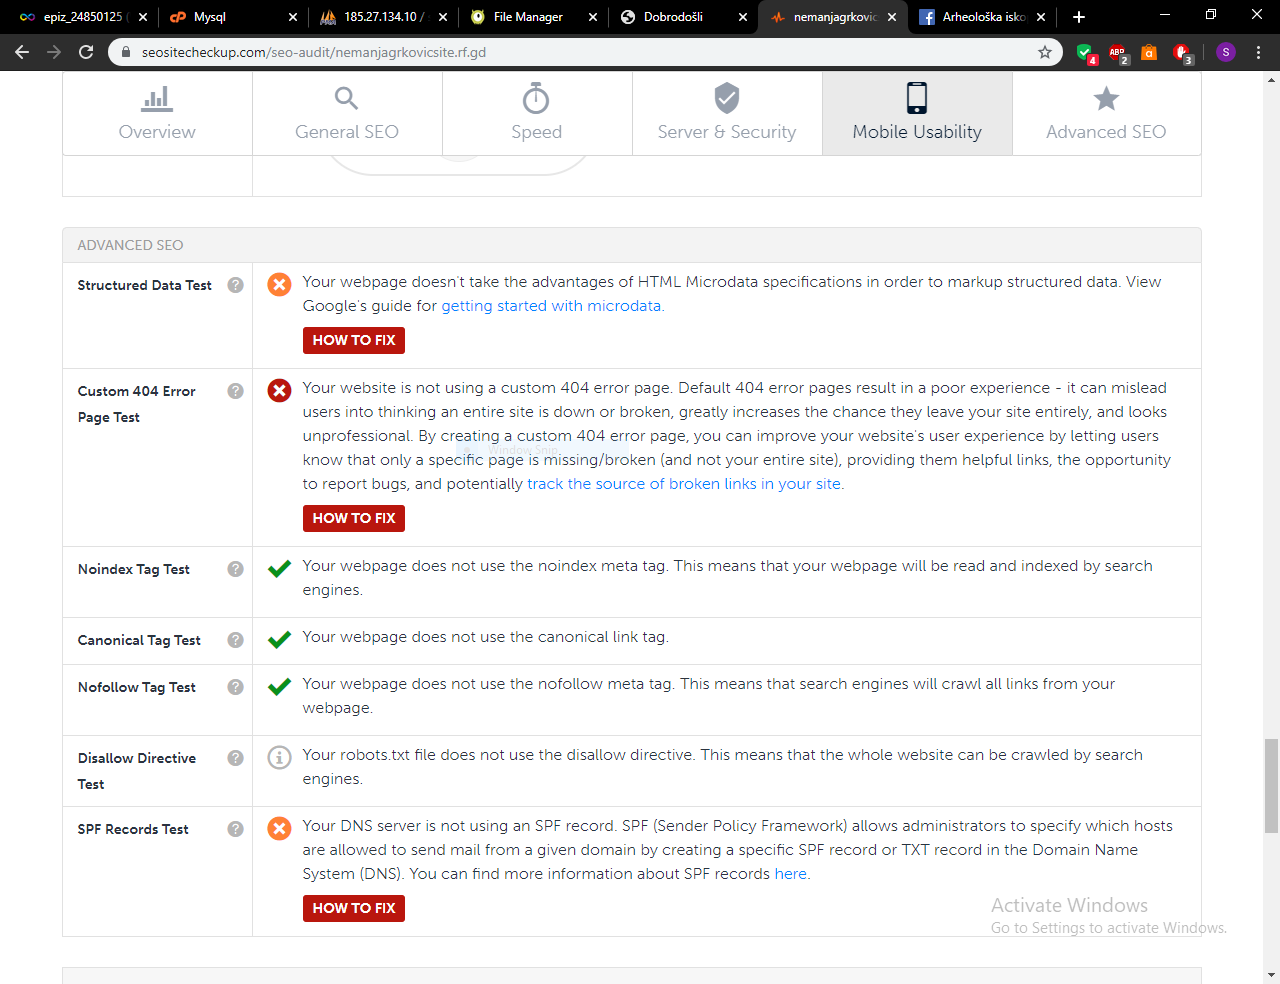 epiz_24850125 (
Mysql
185.27.134.10 /
File Manager
Dobrodošli
nemanjagrkovic
Arheološka isko
seositecheckup.com/seo-audit/nemanjagrkovicsite.rf.gd
4
ABP
2
a
3
S
Overview
General SEO
Speed
Server & Security
Mobile Usability
Advanced SEO
ADVANCED SEO
Structured Data Test
?
Your webpage doesn't take the advantages of HTML Microdata specifications in order to markup structured data. View
Google's guide for getting started with microdata.
HOW TO FIX
Custom 404 Error
Page Test
?
Your website is not using a custom 404 error page. Default 404 error pages result in a poor experience - it can mislead
users into thinking an entire site is down or broken, greatly increases the chance they leave your site entirely, and looks
unprofessional. By creating a custom 404 error page, you can improve your website's user experience by letting users
Window Snip
know that only a specific page is missing/broken (and not your entire site), providing them helpful links, the opportunity
to report bugs, and potentially track the source of broken links in your site.
HOW TO FIX
Noindex Tag Test
?
Your webpage does not use the noindex meta tag. This means that your webpage will be read and indexed by search
engines.
Canonical Tag Test
?
Your webpage does not use the canonical link tag.
Nofollow Tag Test
?
Your webpage does not use the nofollow meta tag. This means that search engines will crawl all links from your
webpage.
Disallow Directive
Test
?
Your robots.txt file does not use the disallow directive. This means that the whole website can be crawled by search
engines.
SPF Records Test
?
Your DNS server is not using an SPF record. SPF (Sender Policy Framework) allows administrators to specify which hosts
are allowed to send mail from a given domain by creating a specific SPF record or TXT record in the Domain Name
System (DNS). You can find more information about SPF records here.
HOW TO FIX
Activate Windows
Go to Settings to activate Windows.